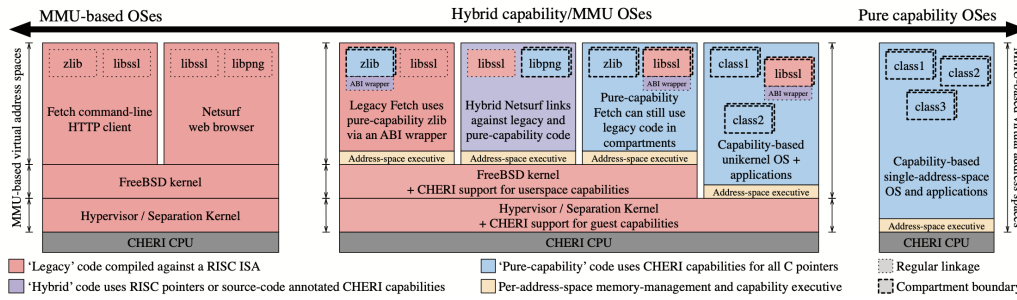 MMU-based OSes
Hybrid capability/MMU OSes
Pure capability OSes
MMU-based virtual address spaces
zlib
libssl
Fetch command-line
HTTP client
libssl
libpng
Netsurf
web browser
FreeBSD kernel
Hypervisor / Separation Kernel
CHERI CPU
zlib
libssl
ABI wrapper
Legacy Fetch uses
pure-capability zlib
via an ABI wrapper
Address-space executive
libssl
libpng
ABI wrapper
Hybrid Netsurf links
against legacy and
pure-capability code
Address-space executive
zlib
libssl
ABI wrapper
Pure-capability
Fetch can still use
legacy code in
compartments
Address-space executive
class1
libssl
ABI wrapper
class2
Capability-based
unikernel OS +
applications
Address-space executive
FreeBSD kernel
+ CHERI support for userspace capabilities
Hypervisor / Separation Kernel
+ CHERI support for guest capabilities
CHERI CPU
class1
class2
class3
Capability-based
single-address-space
OS and applications
Address-space executive
CHERI CPU
virtual address spaces
'Legacy' code compiled against a RISC ISA
'Pure-capability' code uses CHERI capabilities for all C pointers
Regular linkage
'Hybrid' code uses RISC pointers or source-code annotated CHERI capabilities
Per-address-space memory-management and capability executive
Compartment boundary